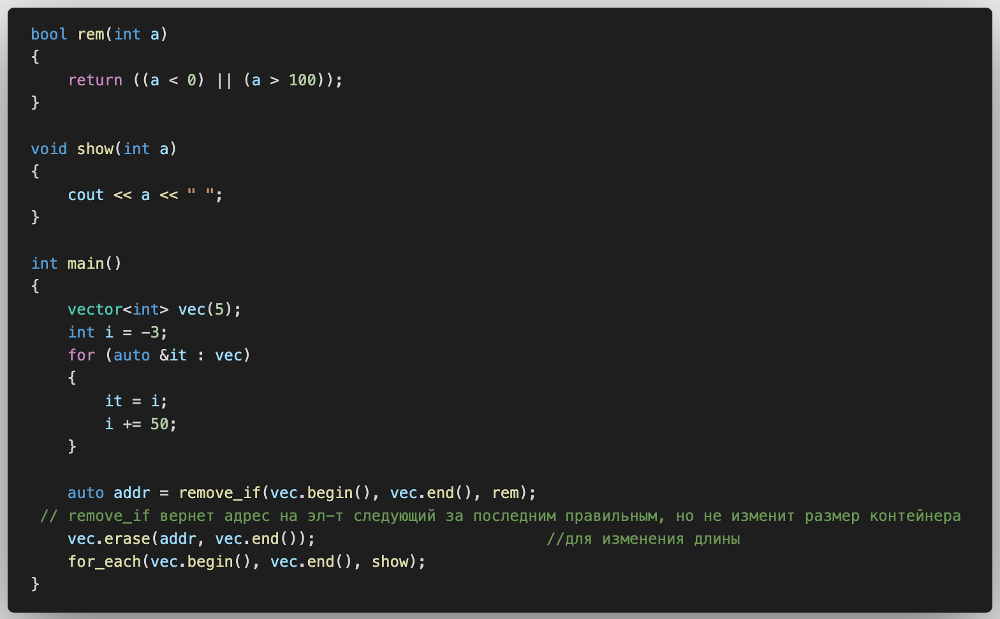 bool rem(int a)
{
    return ((a < 0) || (a > 100));
}

void show(int a)
{
    cout << a << " ";
}

int main()
{
    vector<int> vec(5);
    int i = -3;
    for (auto &it : vec)
    {
        it = i;
        i += 50;
    }

    auto addr = remove_if(vec.begin(), vec.end(), rem);
 // remove_if вернет адрес на эл-т следующий за последним правильным, но не изменит размер контейнера
    vec.erase(addr, vec.end());                         //для изменения длины
    for_each(vec.begin(), vec.end(), show);
}